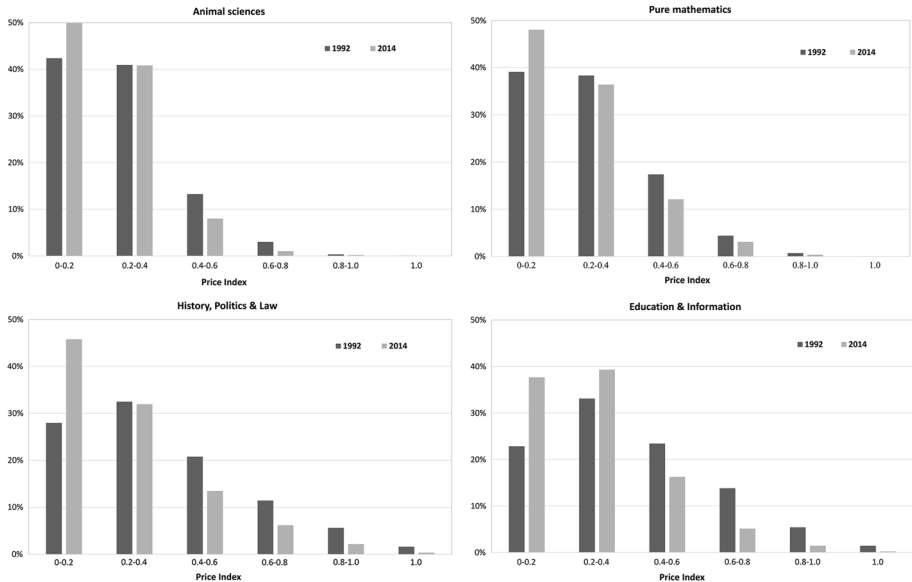 Animal sciences
50%
1992 2014
40%
30%
20%
10%
0%
0-0.2 0.2-0.4 0.4-0.6 0.6-0.8 0.8-1.0 1.0
Price Index
Pure mathematics
50%
1992 2014
40%
30%
20%
10%
0%
0-0.2 0.2-0.4 0.4-0.6 0.6-0.8 0.8-1.0 1.0
Price Index
History, Politics & Law
50%
1992 2014
40%
30%
20%
10%
0%
0-0.2 0.2-0.4 0.4-0.6 0.6-0.8 0.8-1.0 1.0
Price Index
Education & Information
50%
1992 2014
40%
30%
20%
10%
0%
0-0.2 0.2-0.4 0.4-0.6 0.6-0.8 0.8-1.0 1.0
Price Index